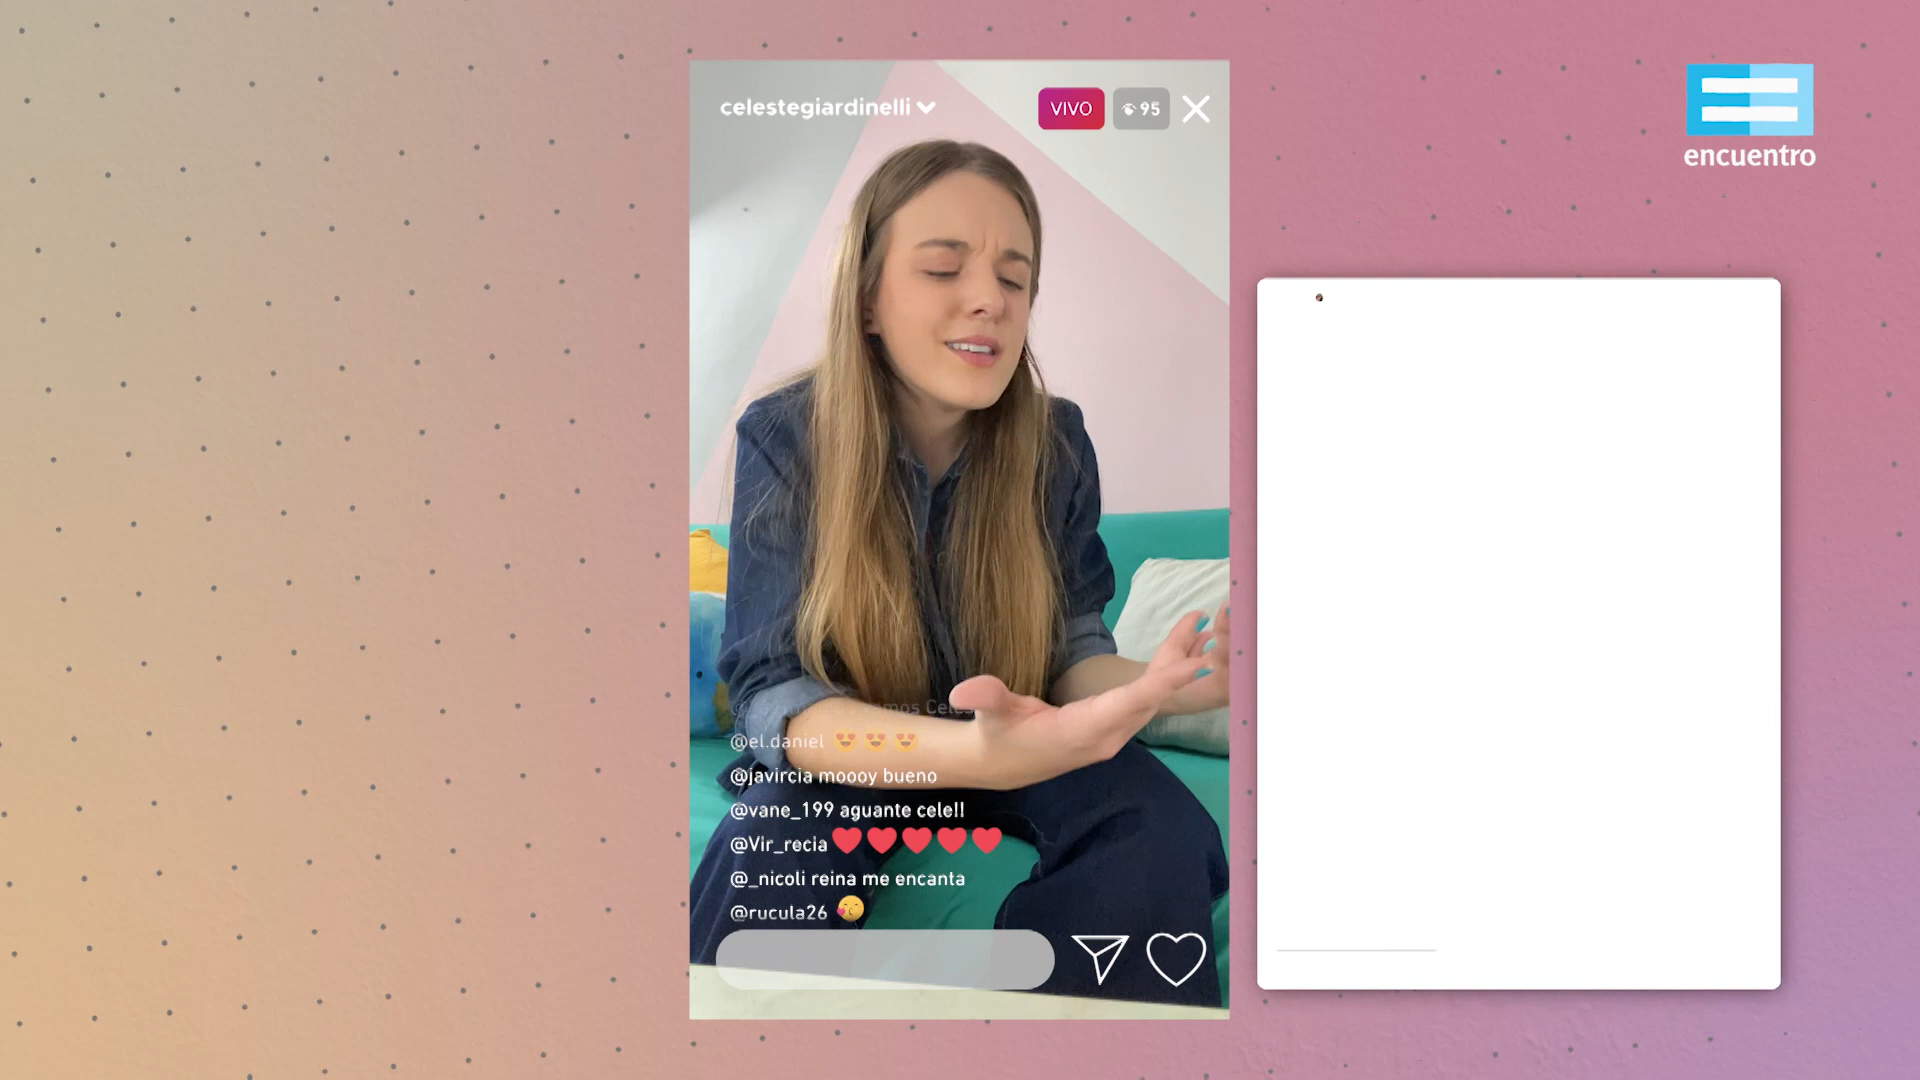 celestegiardinelli
VIVO
95
encuentro
@el.daniel 😍 😍 😍
@javircia moooy bueno
@vane_199 aguante cele!!
@Vir_recia ❤️ ❤️ ❤️ ❤️ ❤️
@_nicoli reina me encanta
@rucula26 😘